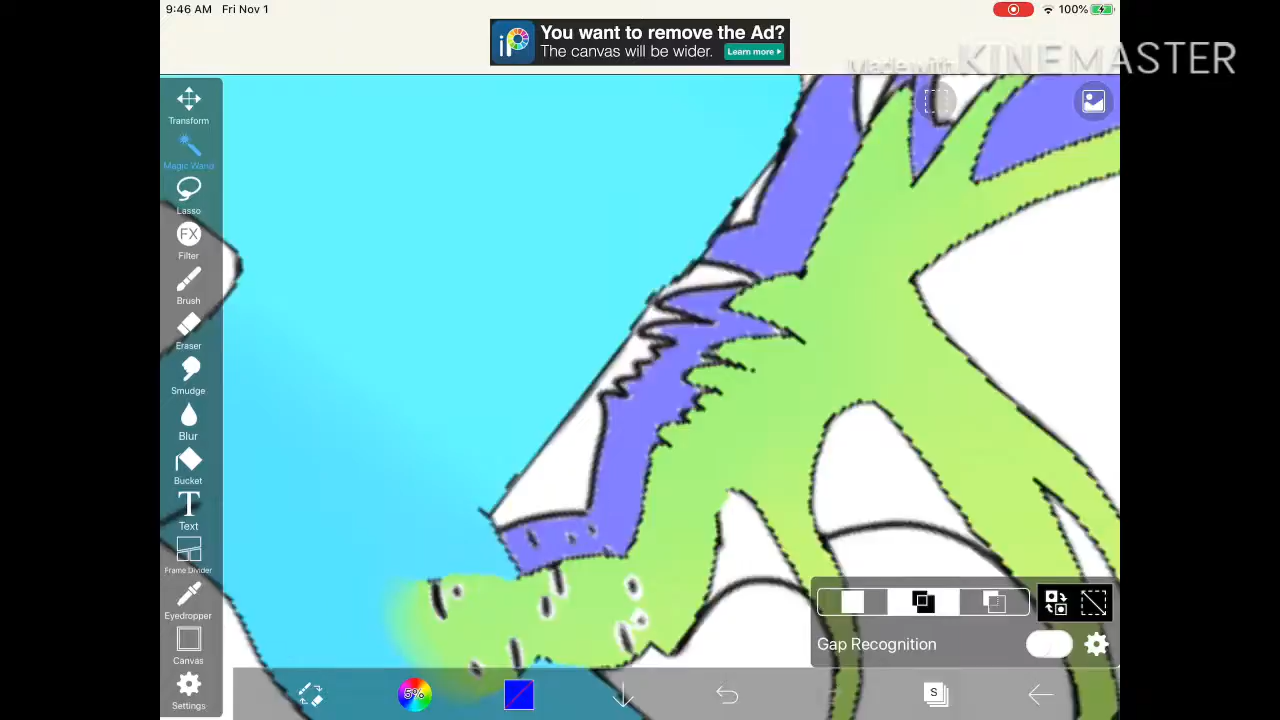 9:46 AM Fri Nov 1
100%
You want to remove the Ad?
The canvas will be wider.
Learn more
Made with KINEMASTER
Transform
Magic Wand
Lasso
FX
Filter
Brush
Eraser
Smudge
Blur
Bucket
T
Text
Frame Divider
Eyedropper
Canvas
Settings
Gap Recognition
5%
S